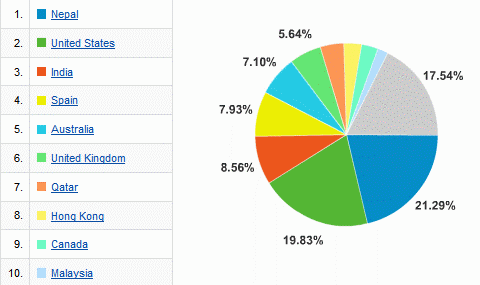 1. Nepal
2. United States
3. India
4. Spain
5. Australia
6. United Kingdom
7. Qatar
8. Hong Kong
9. Canada
10. Malaysia
5.64%
7.10%
17.54%
7.93%
8.56%
21.29%
19.83%